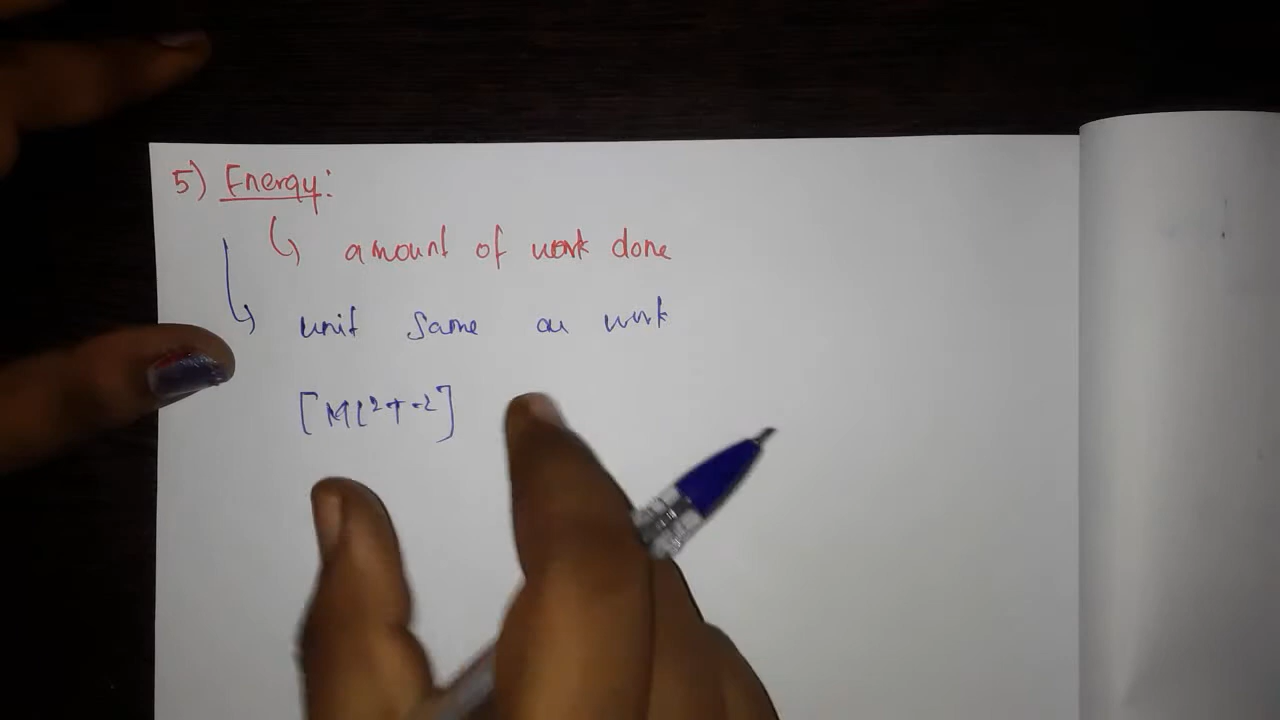 5) Energy:
↳ amount of work done
↳ unit same as work
[ML²T-2]